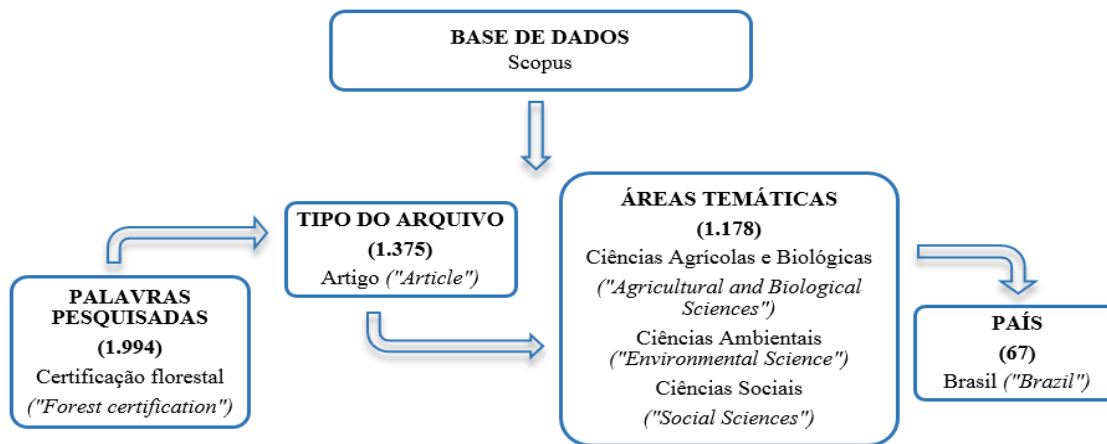 BASE DE DADOS
Scopus
PALAVRAS
PESQUISADAS
(1.994)
Certificação florestal
("Forest certification")
TIPO DO ARQUIVO
(1.375)
Artigo ("Article")
ÁREAS TEMÁTICAS
(1.178)
Ciências Agrícolas e Biológicas
("Agricultural and Biological
Sciences")
Ciências Ambientais
("Environmental Science")
Ciências Sociais
("Social Sciences")
PAÍS
(67)
Brasil ("Brazil")